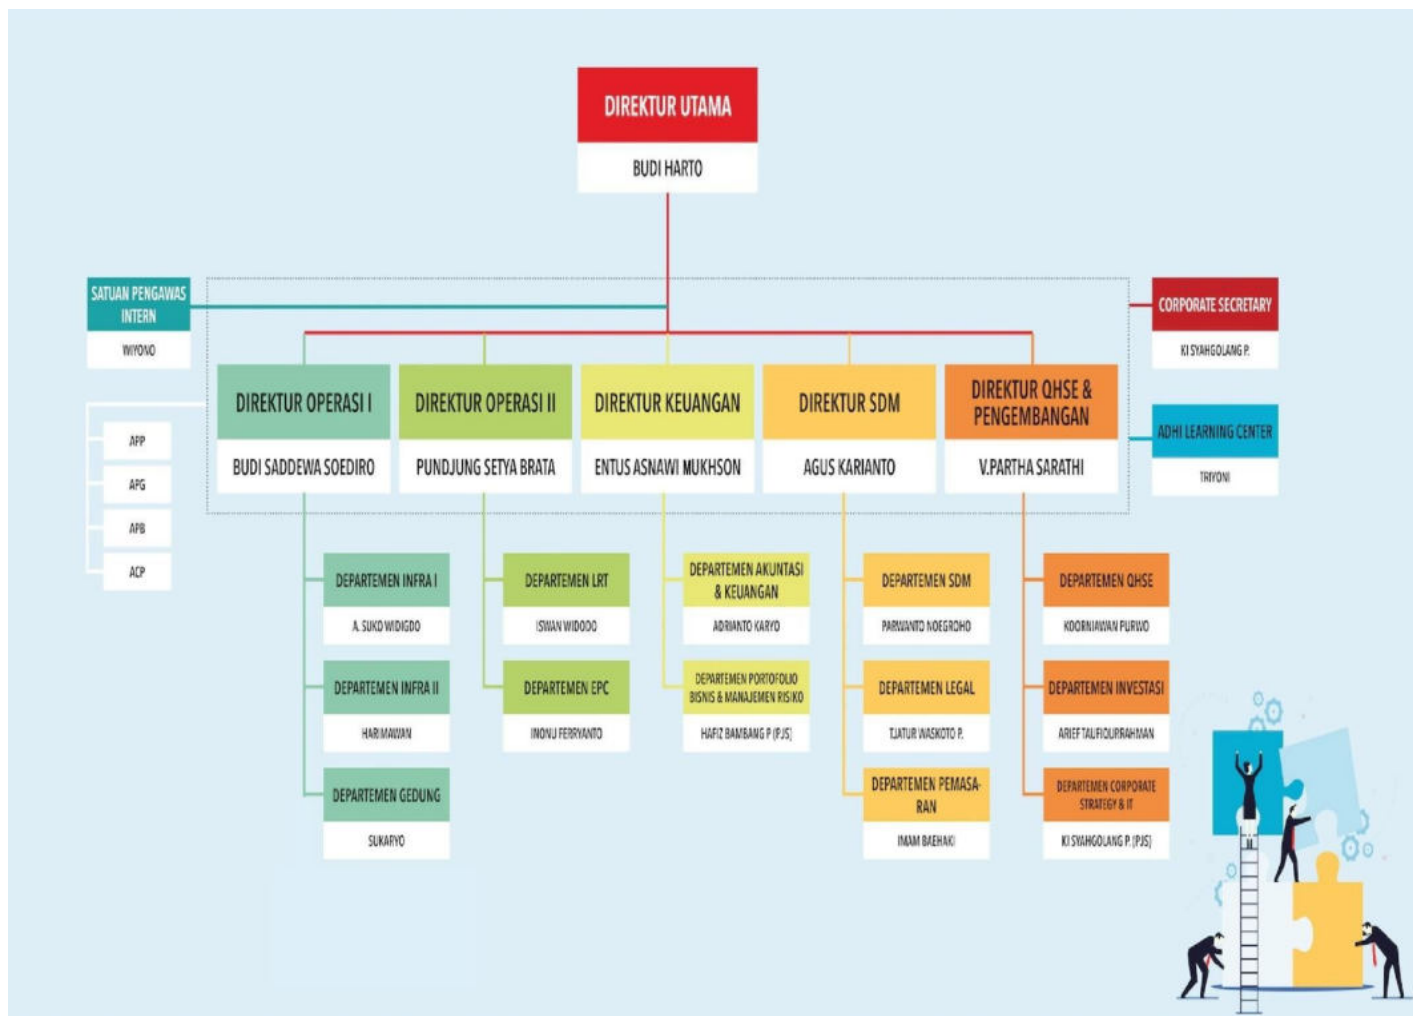 DIREKTUR UTAMA
BUDI HARTO
SATUAN PENGAWAS
INTERN
WIYONO
CORPORATE SECRETARY
KI SYAHGOLANG P.
DIREKTUR OPERASI I
BUDI SADDEWA SOEDIRO
DIREKTUR OPERASI II
PUNDJUNG SETYA BRATA
DIREKTUR KEUANGAN
ENTUS ASNAWI MUKHSON
DIREKTUR SDM
AGUS KARIANTO
DIREKTUR QHSE &
PENGEMBANGAN
V.PARTHA SARATHI
ADHI LEARNING CENTER
TRIYONI
APP
APG
APB
ACP
DEPARTEMEN INFRA I
A. SUKO WIDIGDO
DEPARTEMEN LRT
ISWAN WIDODO
DEPARTEMEN AKUNTASI
& KEUANGAN
ADRIANTO KARYO
DEPARTEMEN SDM
PARWANTO NOEGROHO
DEPARTEMEN QHSE
KOORNIAWAN PURWO
DEPARTEMEN INFRA II
HARIMAWAN
DEPARTEMEN EPC
INONU FERRYANTO
DEPARTEMEN PORTOFOLIO
BISNIS & MANAJEMEN RISIKO
HAFIZ BAMBANG P (PJS)
DEPARTEMEN LEGAL
TJATUR WASKOTO P.
DEPARTEMEN INVESTASI
ARIEF TAUFIQURRAHMAN
DEPARTEMEN GEDUNG
SUKARYO
DEPARTEMEN PEMASA-
RAN
IMAM BAEHAKI
DEPARTEMEN CORPORATE
STRATEGY & IT
KI SYAHGOLANG P. (PJS)